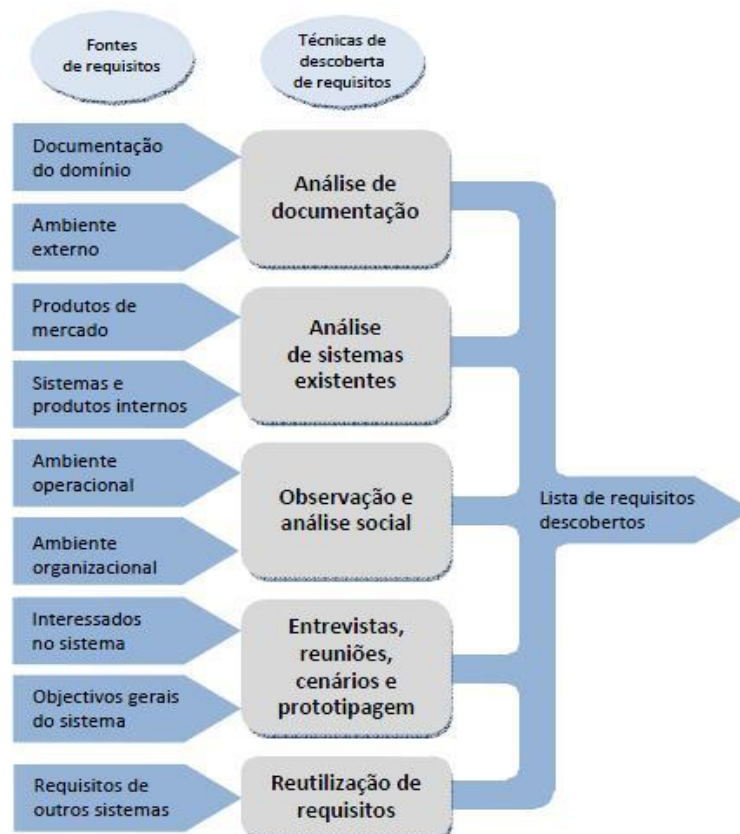 Fontes
de requisitos
Técnicas de
descoberta
de requisitos
Documentação
do domínio
Ambiente
externo
Análise de
documentação
Produtos de
mercado
Sistemas e
produtos internos
Análise
de sistemas
existentes
Ambiente
operacional
Ambiente
organizacional
Observação e
análise social
Interessados
no sistema
Objectivos gerais
do sistema
Entrevistas,
reuniões,
cenários e
prototipagem
Requisitos de
outros sistemas
Reutilização de
requisitos
Lista de requisitos
descobertos